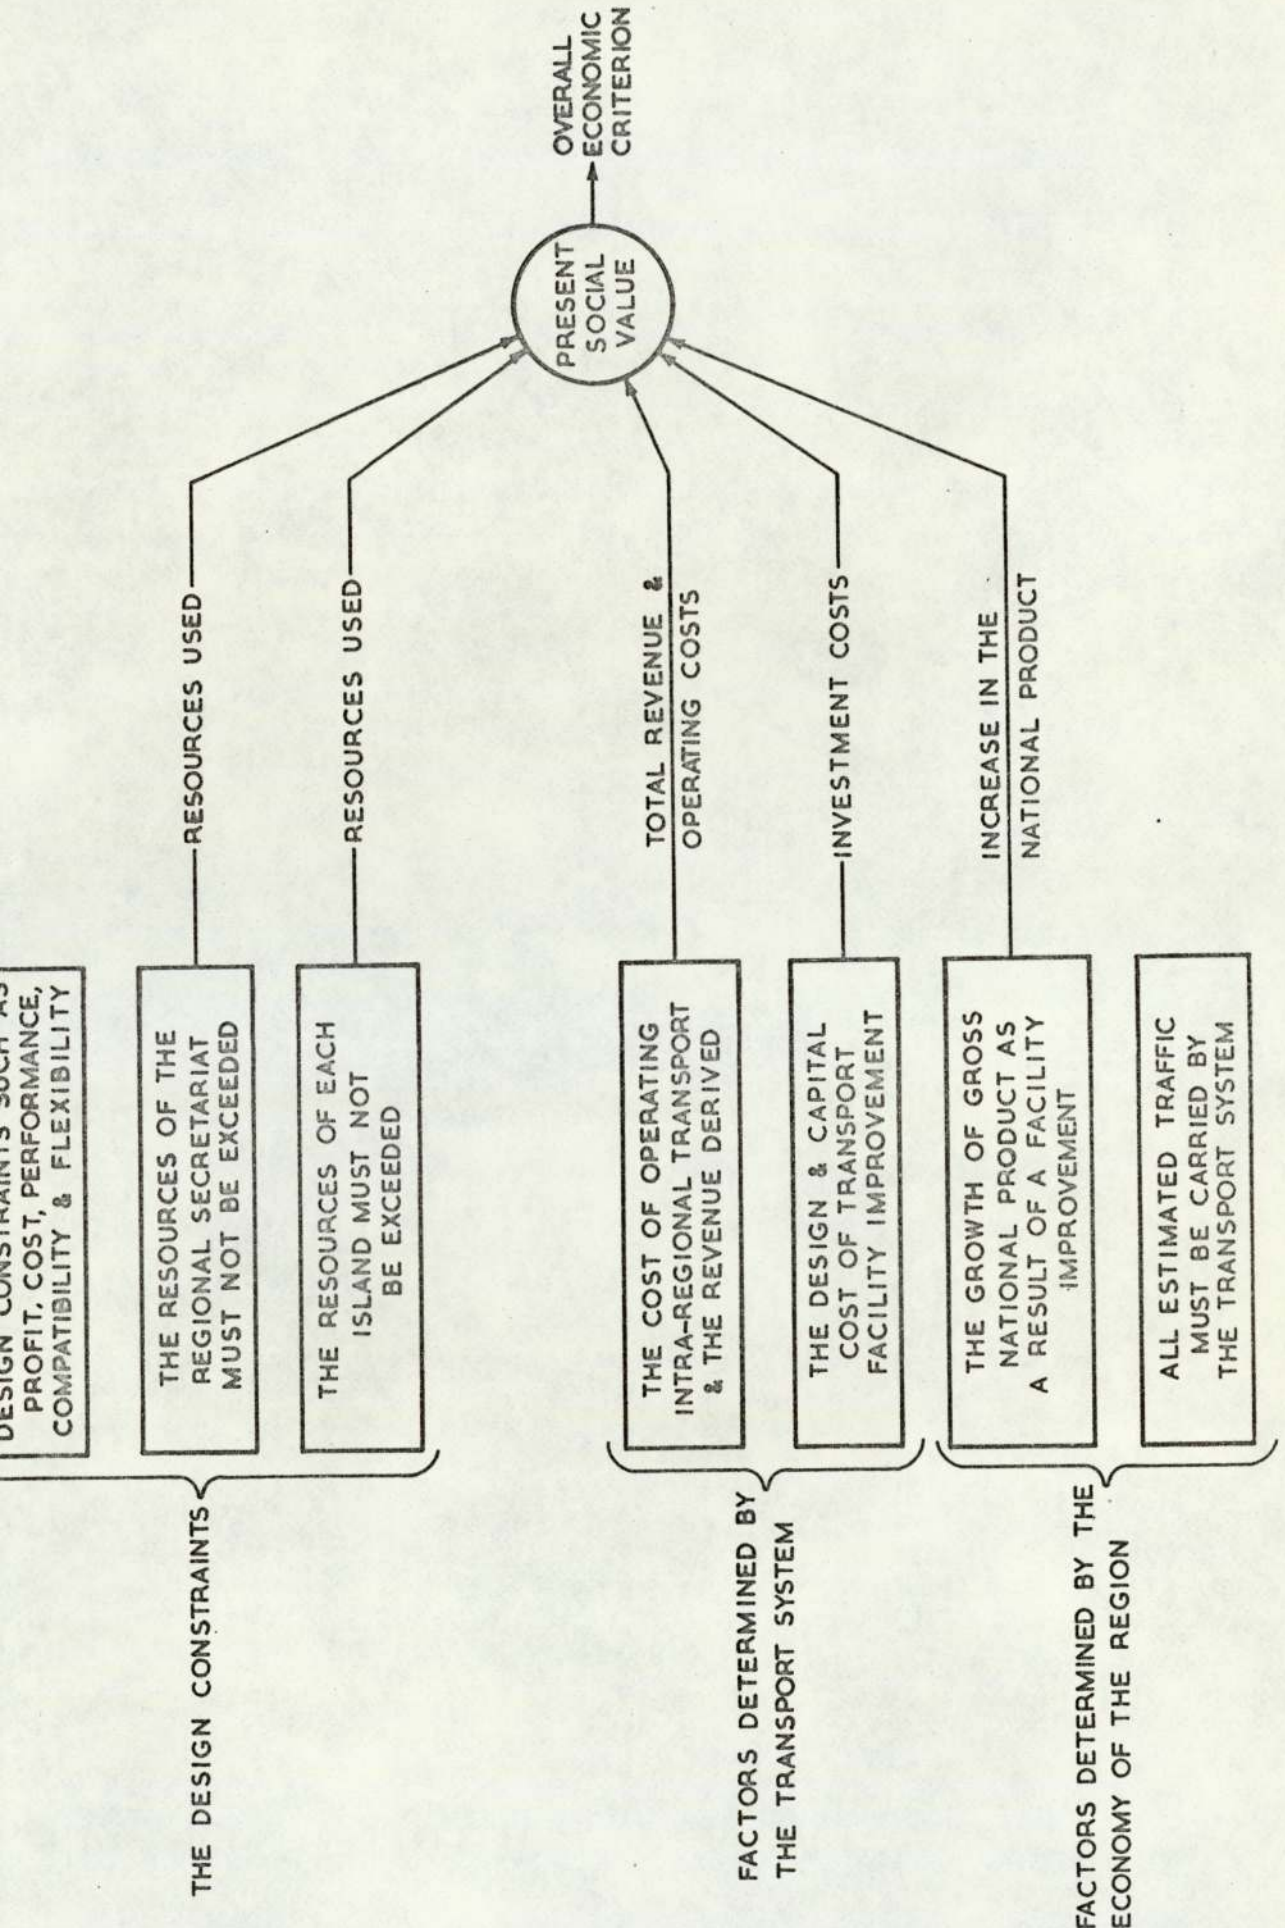 THE DESIGN CONSTRAINTS
DESIGN CONSTRAINTS SUCH AS
PROFIT, COST, PERFORMANCE,
COMPATIBILITY & FLEXIBILITY
THE RESOURCES OF THE
REGIONAL SECRETARIAT
MUST NOT BE EXCEEDED
RESOURCES USED
THE RESOURCES OF EACH
ISLAND MUST NOT
BE EXCEEDED
RESOURCES USED
FACTORS DETERMINED BY
THE TRANSPORT SYSTEM
THE COST OF OPERATING
INTRA-REGIONAL TRANSPORT
& THE REVENUE DERIVED
TOTAL REVENUE &
OPERATING COSTS
THE DESIGN & CAPITAL
COST OF TRANSPORT
FACILITY IMPROVEMENT
INVESTMENT COSTS
FACTORS DETERMINED BY THE
ECONOMY OF THE REGION
THE GROWTH OF GROSS
NATIONAL PRODUCT AS
A RESULT OF A FACILITY
IMPROVEMENT
INCREASE IN THE
NATIONAL PRODUCT
ALL ESTIMATED TRAFFIC
MUST BE CARRIED BY
THE TRANSPORT SYSTEM
PRESENT
SOCIAL
VALUE
OVERALL
ECONOMIC
CRITERION